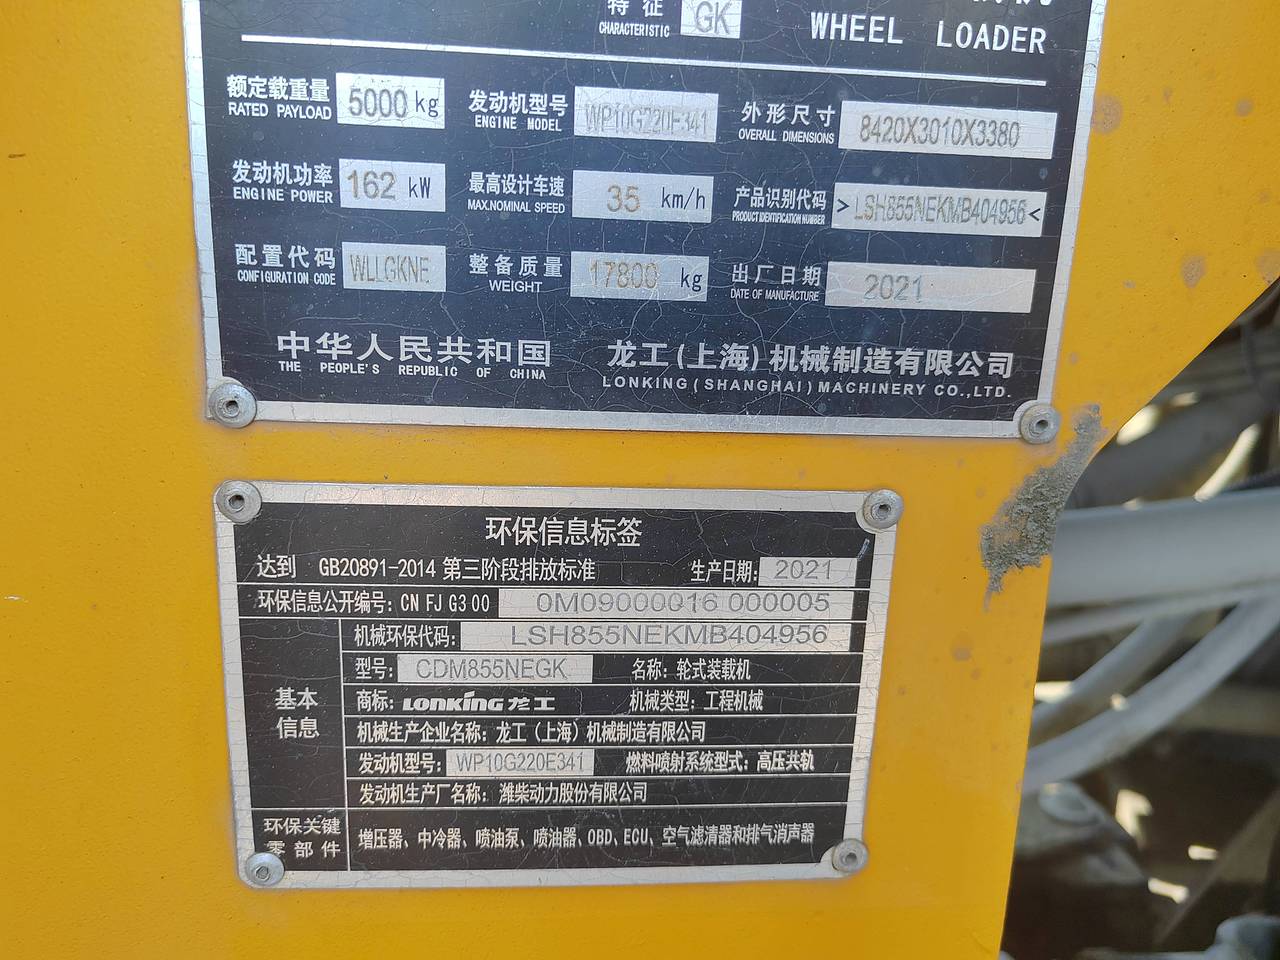 特征 CHARACTERISTIC GK
WHEEL LOADER
额定载重量 RATED PAYLOAD 5000 kg 发动机型号 ENGINE MODEL WP10G220E341 外形尺寸 OVERALL DIMENSIONS 8420X3010X3380
发动机功率 ENGINE POWER 162 kW 最高设计车速 MAX.NOMINAL SPEED 35 km/h 产品识别代码 PRODUCT IDENTIFICATION NUMBER >LSH855NEKMB404956<
配置代码 CONFIGURATION CODE WLLGKNE 整备质量 WEIGHT 17800 kg 出厂日期 DATE OF MANUFACTURE 2021
中华人民共和国 龙工(上海)机械制造有限公司
THE PEOPLE'S REPUBLIC OF CHINA LONKING(SHANGHAI)MACHINERY CO.,LTD.
环保信息标签
达到 GB20891-2014 第三阶段排放标准 生产日期: 2021
环保信息公开编号: CN FJ G3 00 0M09000016 000005
基本信息
机械环保代码: LSH855NEKMB404956
型号: CDM855NEGK 名称: 轮式装载机
商标: LONKING 龙工 机械类型: 工程机械
机械生产企业名称: 龙工（上海）机械制造有限公司
发动机型号: WP10G220E341 燃料喷射系统型式: 高压共轨
发动机生产厂名称: 潍柴动力股份有限公司
环保关键零部件 增压器、中冷器、喷油泵、喷油器、OBD、ECU、空气滤清器和排气消声器